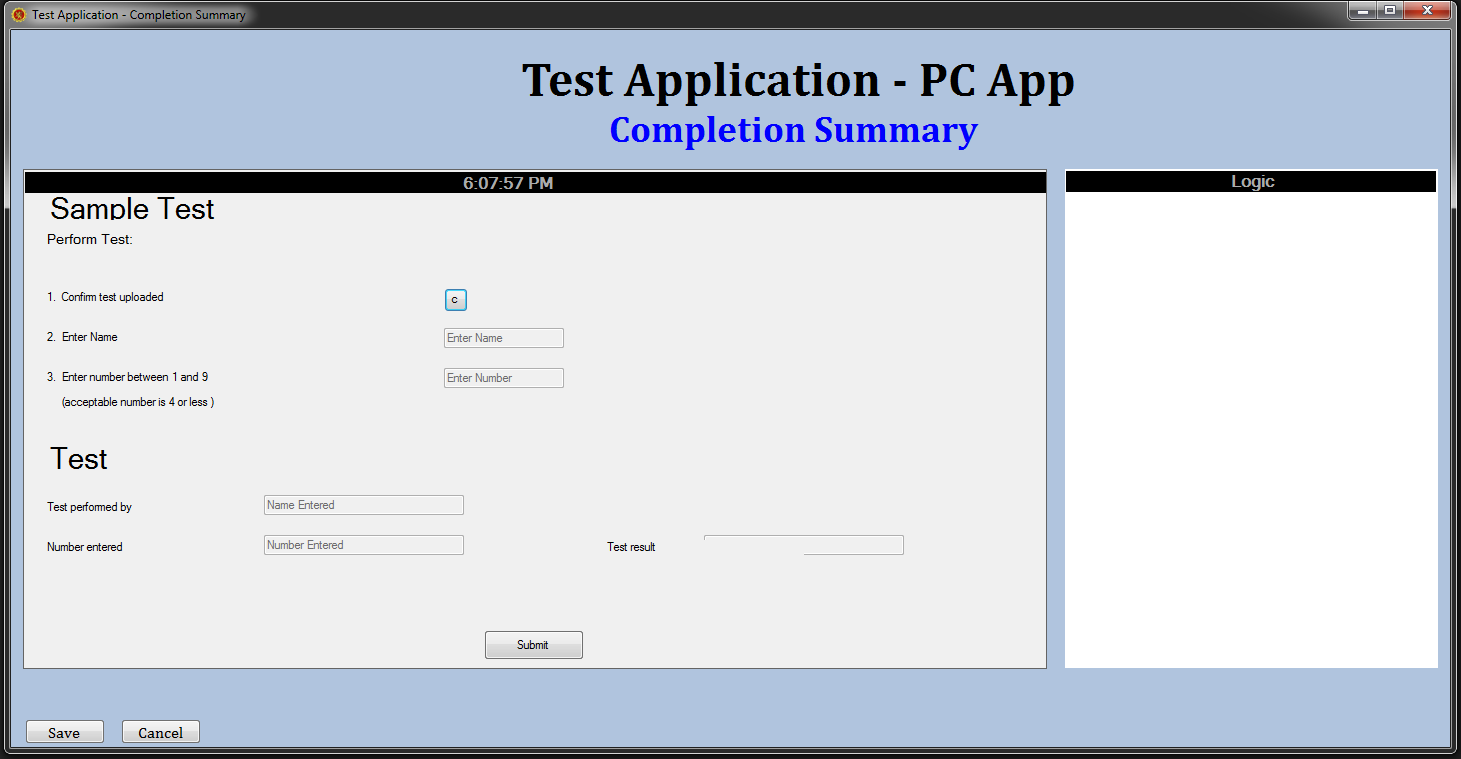 Test Application - Completion Summary
Test Application - PC App
Completion Summary
6:07:57 PM
Logic
Sample Test
Perform Test:
1. Confirm test uploaded
c
2. Enter Name
Enter Name
3. Enter number between 1 and 9
Enter Number
(acceptable number is 4 or less )
Test
Test performed by
Name Entered
Number entered
Number Entered
Test result
Submit
Save
Cancel